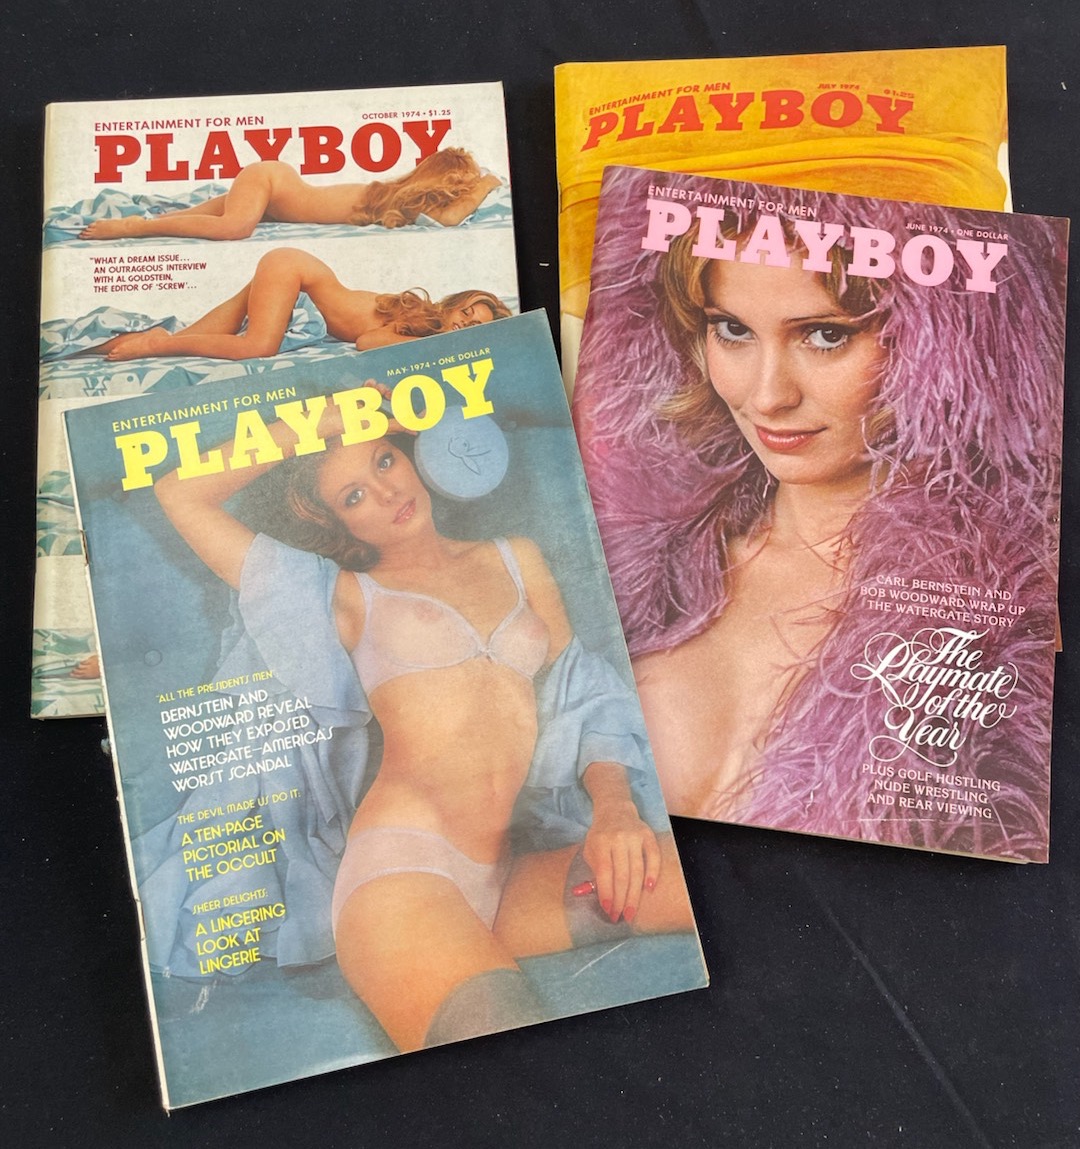 ENTERTAINMENT FOR MEN
OCTOBER 1974 • $1.25
PLAYBOY
"WHAT A DREAM ISSUE...
AN OUTRAGEOUS INTERVIEW
WITH AL GOLDSTEIN,
THE EDITOR OF 'SCREW'...
ENTERTAINMENT FOR MEN
JULY 1974 $1.25
PLAYBOY
ENTERTAINMENT FOR MEN
JUNE 1974 • ONE DOLLAR
PLAYBOY
CARL BERNSTEIN AND
BOB WOODWARD WRAP UP
THE WATERGATE STORY
The
Playmate
of the
Year
PLUS GOLF HUSTLING
NUDE WRESTLING
AND REAR VIEWING
ENTERTAINMENT FOR MEN
MAY 1974 • ONE DOLLAR
PLAYBOY
"ALL THE PRESIDENT'S MEN":
BERNSTEIN AND
WOODWARD REVEAL
HOW THEY EXPOSED
WATERGATE—AMERICA'S
WORST SCANDAL
THE DEVIL MADE US DO IT:
A TEN-PAGE
PICTORIAL ON
THE OCCULT
SHEER DELIGHTS:
A LINGERING
LOOK AT
LINGERIE